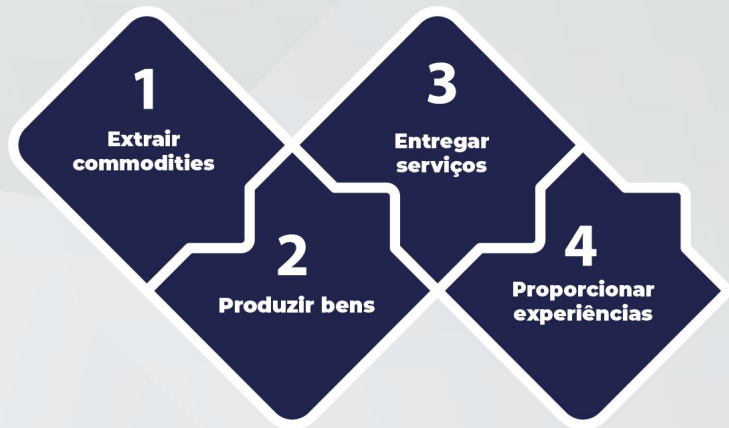 1
Extrair
commodities
2
Produzir bens
3
Entregar
serviços
4
Proporcionar
experiências